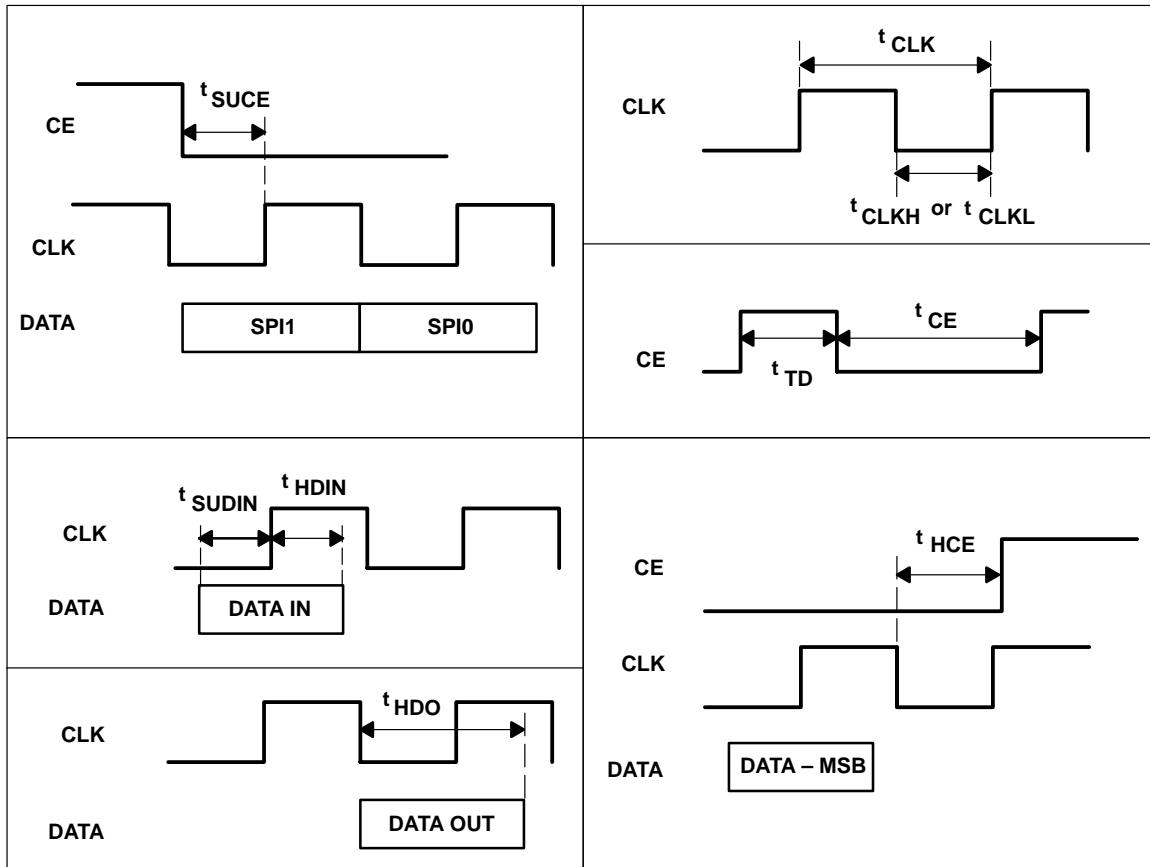 t SUCE
CE
CLK
DATA
SPI1
SPI0
t CLK
CLK
t CLKH or t CLKL
t CE
CE
t TD
t SUDIN
t HDIN
CLK
DATA
DATA IN
t HDO
CLK
DATA
DATA OUT
t HCE
CE
CLK
DATA
DATA – MSB